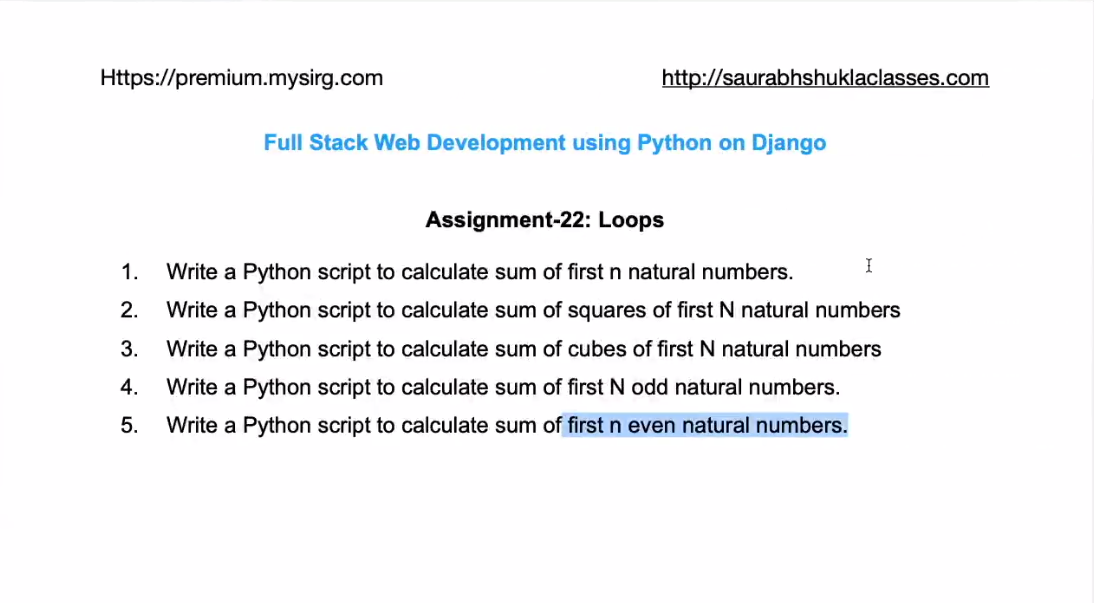 Https://premium.mysirg.com http://saurabhshuklaclasses.com
Full Stack Web Development using Python on Django
Assignment-22: Loops
1. Write a Python script to calculate sum of first n natural numbers.
2. Write a Python script to calculate sum of squares of first N natural numbers
3. Write a Python script to calculate sum of cubes of first N natural numbers
4. Write a Python script to calculate sum of first N odd natural numbers.
5. Write a Python script to calculate sum of first n even natural numbers.